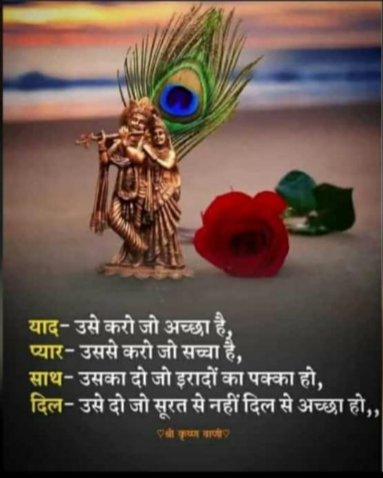 याद- उसे करो जो अच्छा है,
प्यार- उससे करो जो सच्चा है,
साथ- उसका दो जो इरादों का पक्का हो,
दिल- उसे दो जो सूरत से नहीं दिल से अच्छा हो,,
♡श्री कृष्ण वाणी♡